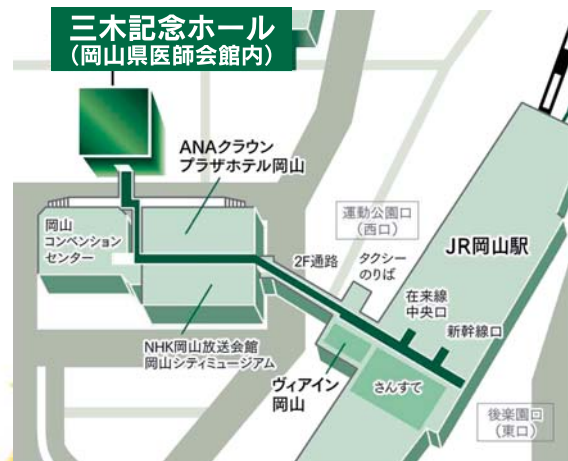 三木記念ホール
(岡山県医師会館内)
ANAクラウン
プラザホテル岡山
岡山
コンベンション
センター
運動公園口
(西口)
2F通路
タクシー
のりば
JR岡山駅
在来線
中央口
新幹線口
NHK岡山放送会館
岡山シティミュージアム
ヴィアイン
岡山
さんすて
後楽園口
(東口)